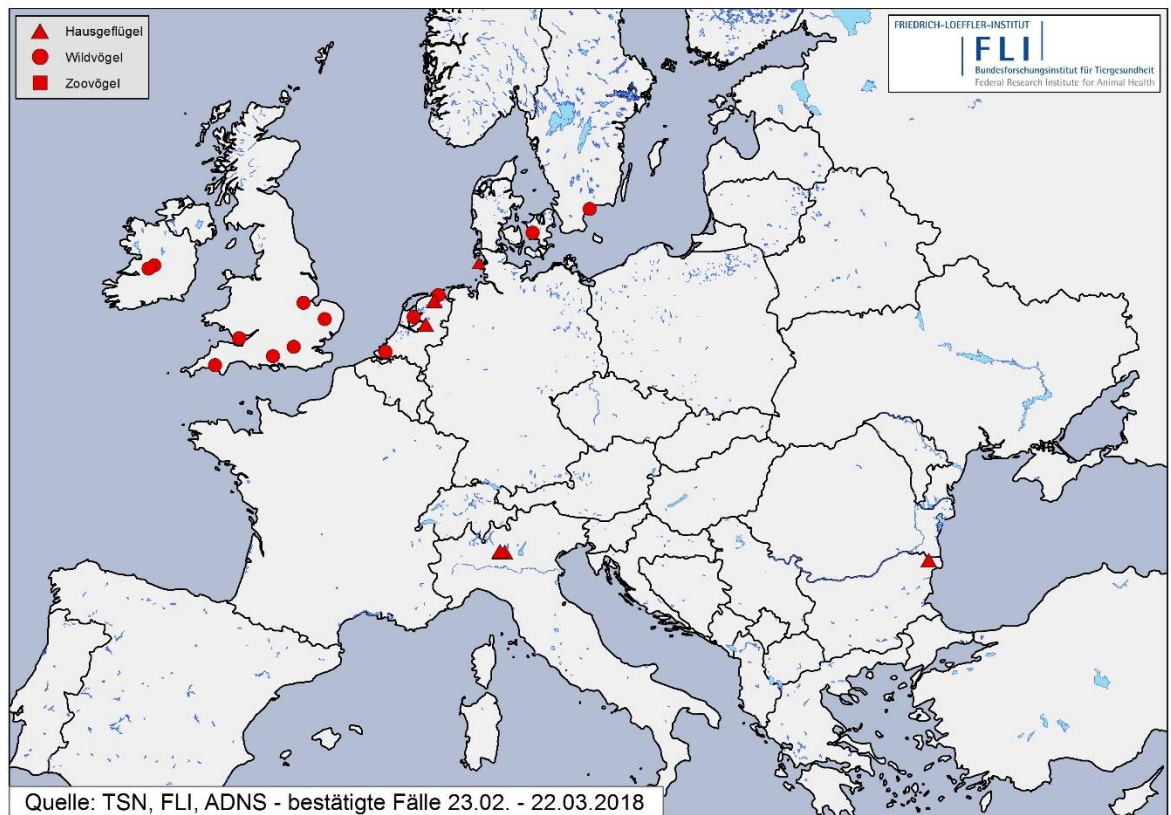 Hausgeflügel
Wildvögel
Zoovögel
FRIEDRICH-LOEFFLER-INSTITUT
FLI
Bundesforschungsinstitut für Tiergesundheit
Federal Research Institute for Animal Health
Quelle: TSN, FLI, ADNS - bestätigte Fälle 23.02. - 22.03.2018